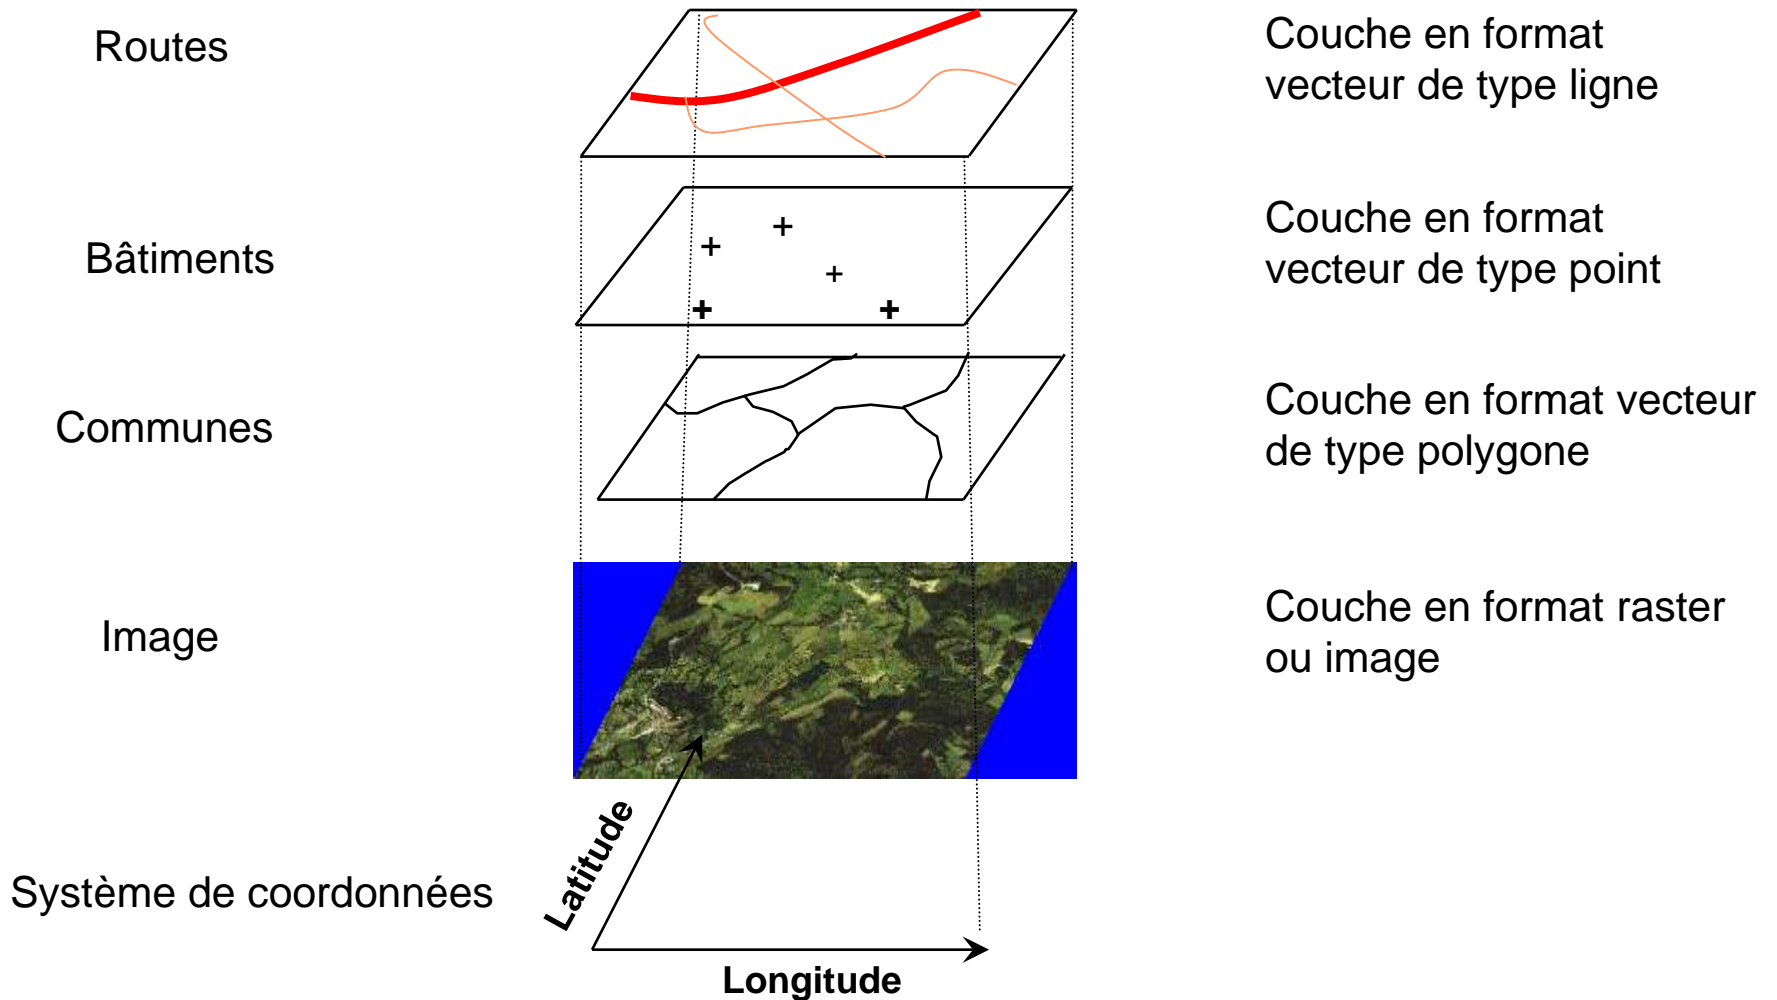 Routes
Couche en format
vecteur de type ligne
Bâtiments
Couche en format
vecteur de type point
Communes
Couche en format vecteur
de type polygone
Image
Couche en format raster
ou image
Latitude
Système de coordonnées
Longitude